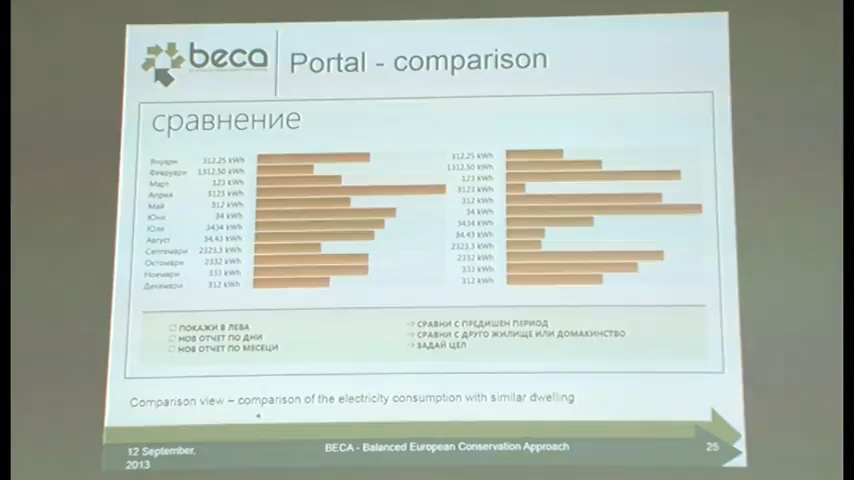 beca
Portal - comparison
сравнение
Януари 312,25 kWh 312,25 kWh
Февруари 1312,50 kWh 1312,50 kWh
Март 123 kWh 123 kWh
Април 3123 kWh 3123 kWh
Май 312 kWh 312 kWh
Юни 34 kWh 34 kWh
Юли 3434 kWh 3434 kWh
Август 34,43 kWh 34,43 kWh
Септември 2323,3 kWh 2323,3 kWh
Октомври 2332 kWh 2332 kWh
Ноември 333 kWh 333 kWh
Декември 312 kWh 312 kWh
ПОКАЖИ В ЛЕВА
НОВ ОТЧЕТ ПО ДНИ
НОВ ОТЧЕТ ПО МЕСЕЦИ
СРАВНИ С ПРЕДИШЕН ПЕРИОД
СРАВНИ С ДРУГО ЖИЛИЩЕ ИЛИ ДОМАКИНСТВО
ЗАДАЙ ЦЕЛ
Comparison view – comparison of the electricity consumption with similar dwelling
12 September, 2013
BECA - Balanced European Conservation Approach
25